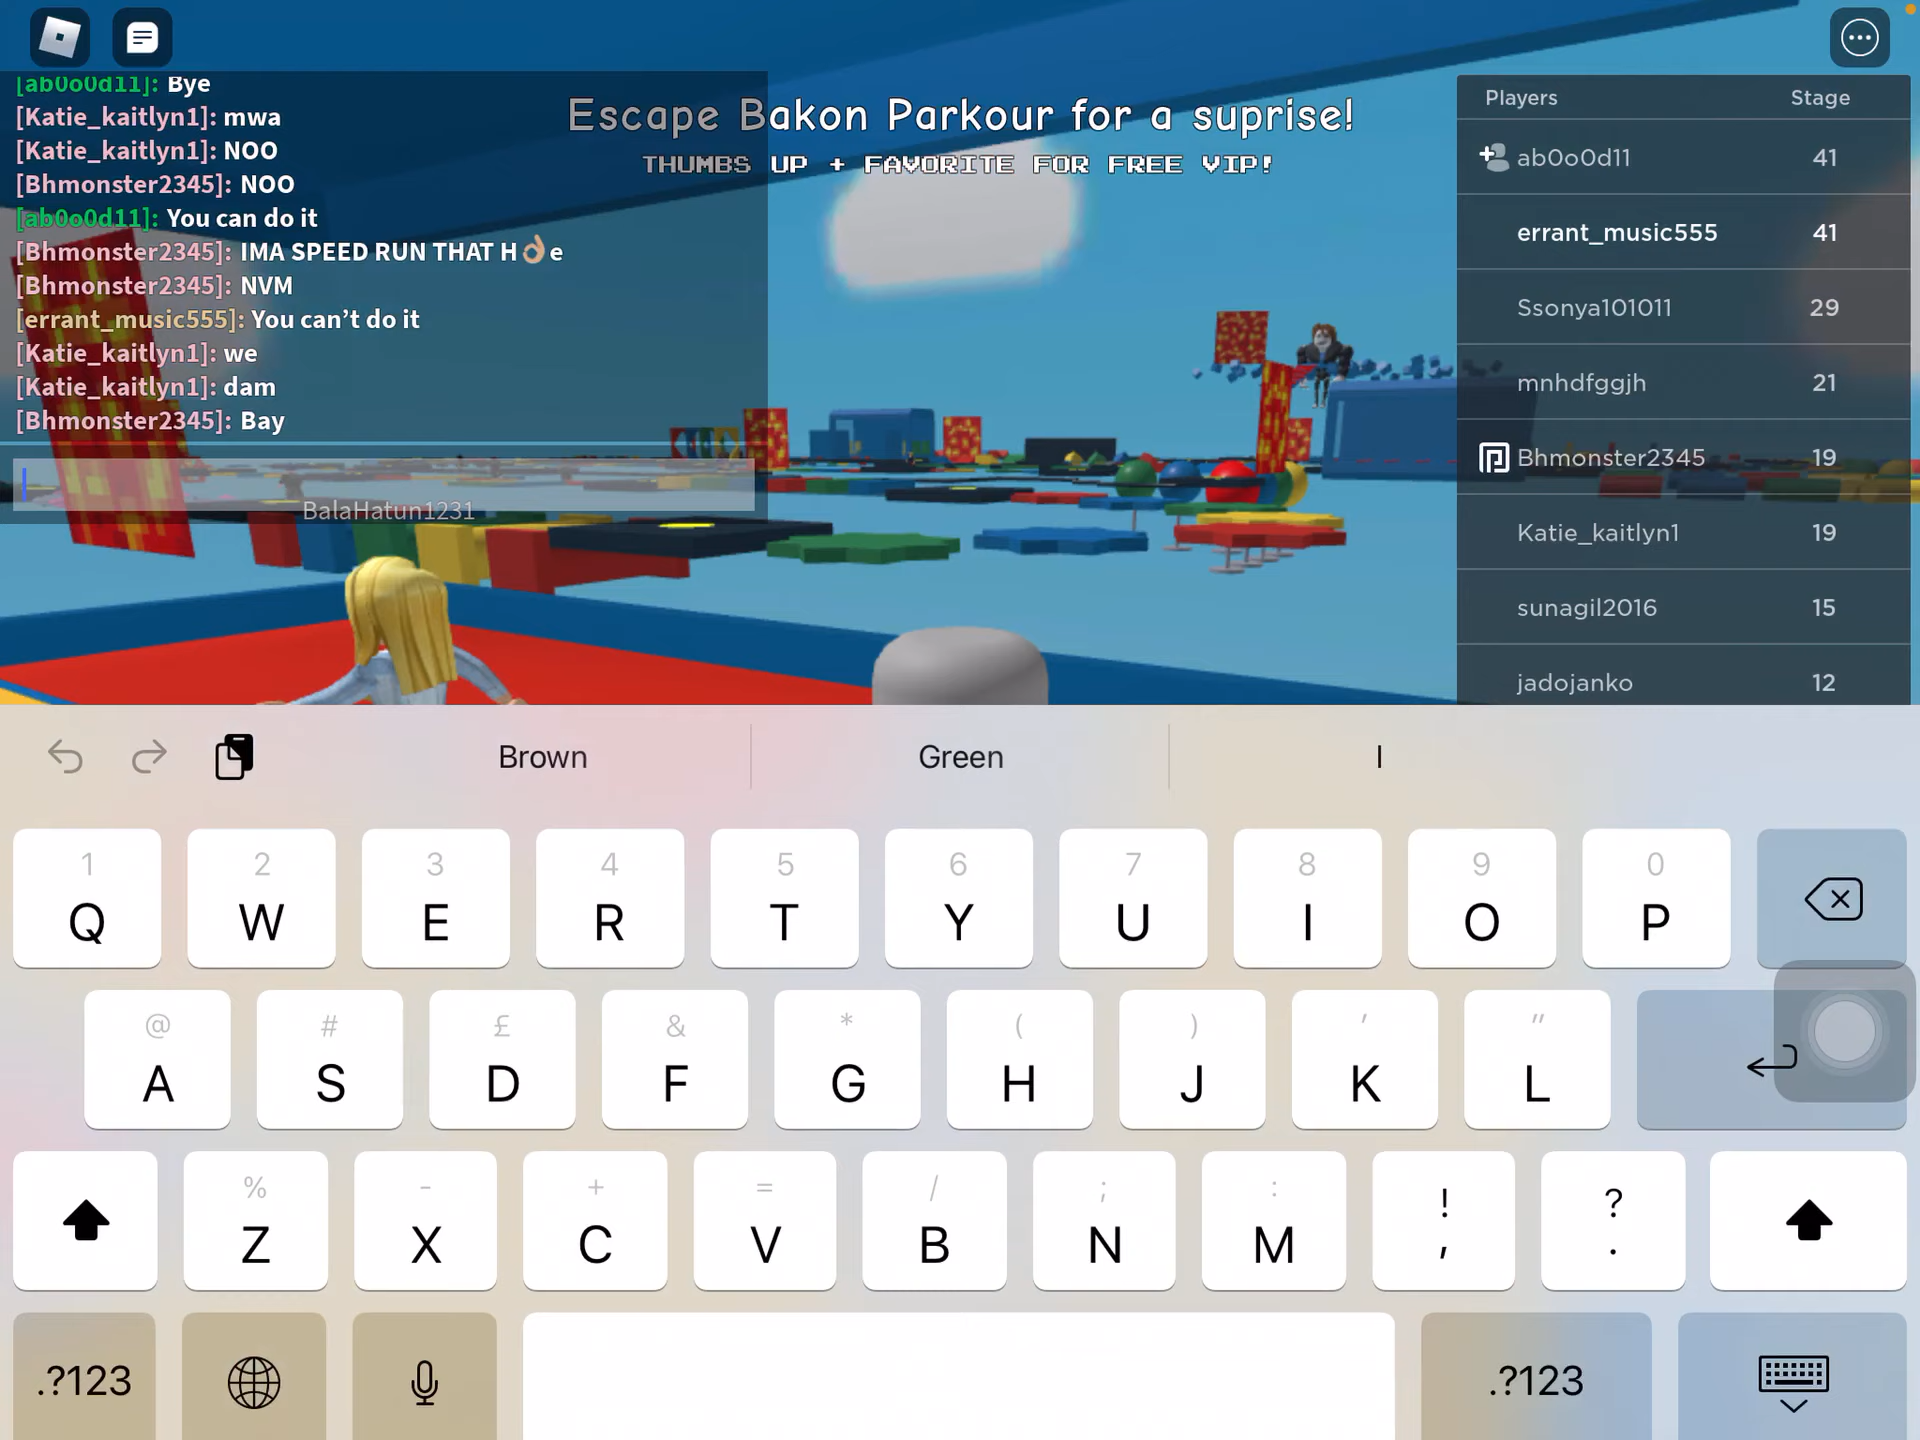 [ab0o0d11]: Bye
[Katie_kaitlyn1]: mwa
[Katie_kaitlyn1]: NOO
[Bhmonster2345]: NOO
[ab0o0d11]: You can do it
[Bhmonster2345]: IMA SPEED RUN THAT H👌🏼e
[Bhmonster2345]: NVM
[errant_music555]: You can’t do it
[Katie_kaitlyn1]: we
[Katie_kaitlyn1]: dam
[Bhmonster2345]: Bay
Escape Bakon Parkour for a suprise!
THUMBS UP + FAVORITE FOR FREE VIP!
BalaHatun1231
Players Stage
ab0o0d11 41
errant_music555 41
Ssonya101011 29
mnhdfggjh 21
Bhmonster2345 19
Katie_kaitlyn1 19
sunagil2016 15
jadojanko 12
Brown Green I
1 2 3 4 5 6 7 8 9 0
Q W E R T Y U I O P
@ # £ & * ( ) ' "
A S D F G H J K L
% - + = / ; : ! ?
Z X C V B N M , .
.?123 .?123